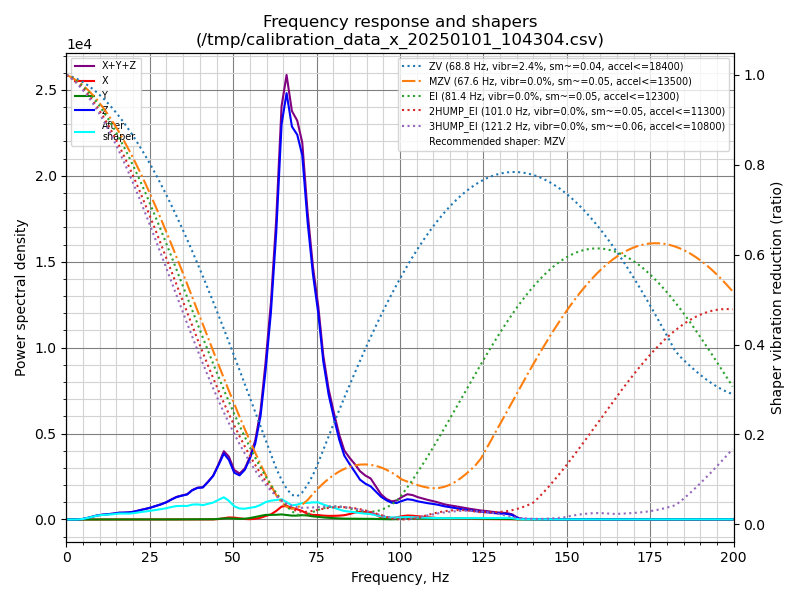 Frequency response and shapers
(/tmp/calibration_data_x_20250101_104304.csv)
1e4
X+Y+Z
X
Y
Z
After
shaper
ZV (68.8 Hz, vibr=2.4%, sm~=0.04, accel<=18400)
MZV (67.6 Hz, vibr=0.0%, sm~=0.05, accel<=13500)
EI (81.4 Hz, vibr=0.0%, sm~=0.05, accel<=12300)
2HUMP_EI (101.0 Hz, vibr=0.0%, sm~=0.05, accel<=11300)
3HUMP_EI (121.2 Hz, vibr=0.0%, sm~=0.06, accel<=10800)
Recommended shaper: MZV
Power spectral density
2.5
2.0
1.5
1.0
0.5
0.0
1.0
0.8
0.6
0.4
0.2
0.0
Shaper vibration reduction (ratio)
0 25 50 75 100 125 150 175 200
Frequency, Hz